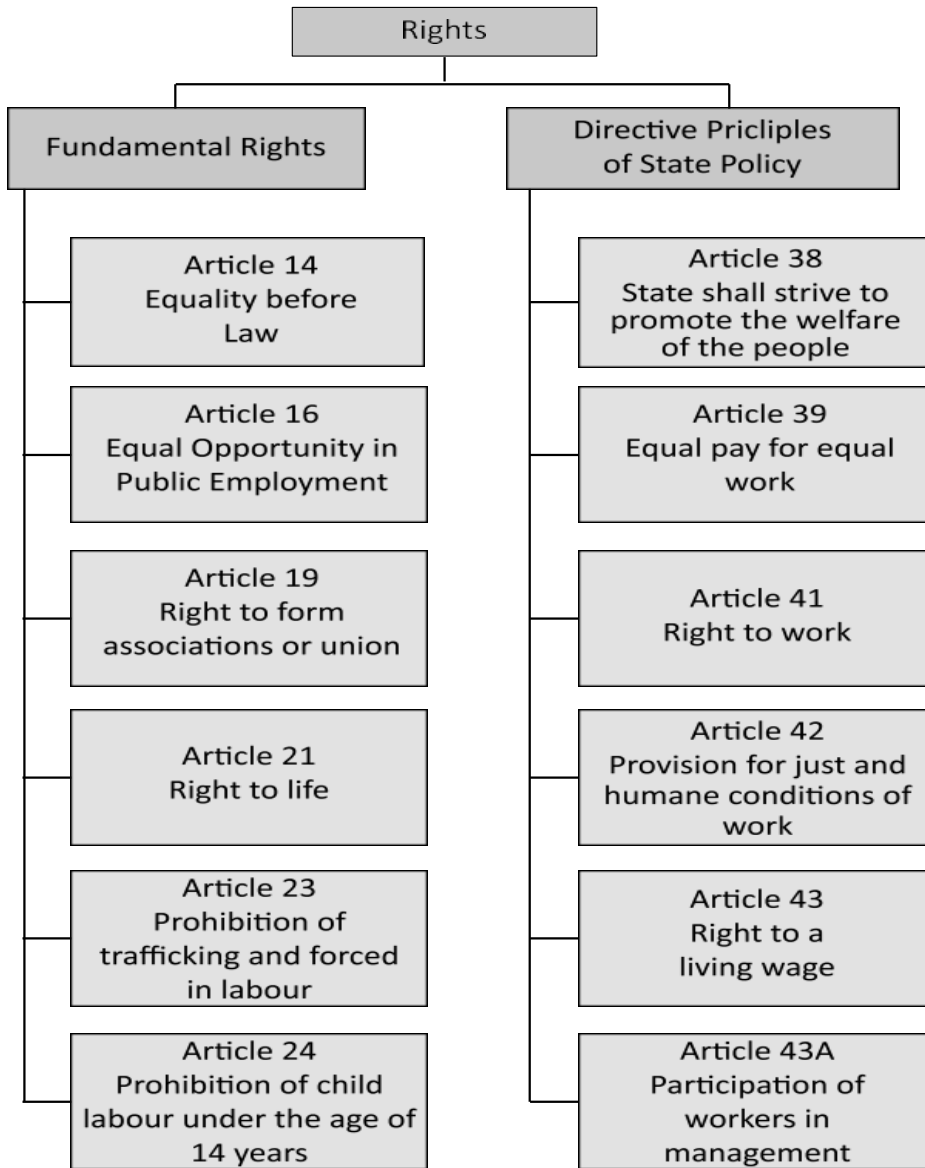 Rights
Fundamental Rights
Article 14
Equality before
Law
Article 16
Equal Opportunity in
Public Employment
Article 19
Right to form
associations or union
Article 21
Right to life
Article 23
Prohibition of
trafficking and forced
in labour
Article 24
Prohibition of child
labour under the age of
14 years
Directive Pricliples
of State Policy
Article 38
State shall strive to
promote the welfare
of the people
Article 39
Equal pay for equal
work
Article 41
Right to work
Article 42
Provision for just and
humane conditions of
work
Article 43
Right to a
living wage
Article 43A
Participation of
workers in
management